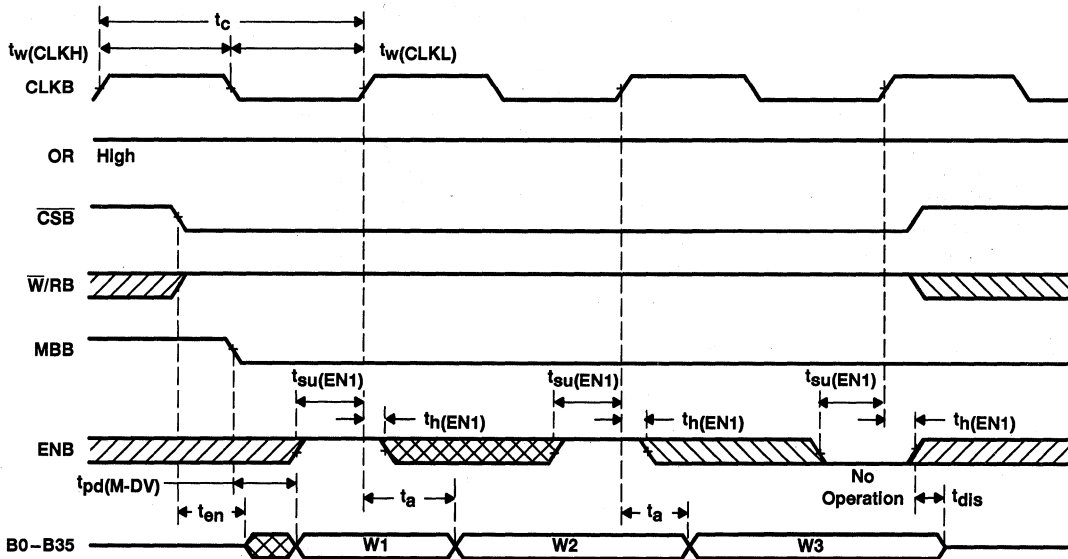 tc
tw(CLKH)
tw(CLKL)
CLKB
OR High
CSB
W/RB
MBB
tsu(EN1) tsu(EN1) tsu(EN1)
th(EN1) th(EN1) th(EN1)
ENB
No
Operation
tpd(M-DV)
ten ta ta tdis
B0–B35 W1 W2 W3